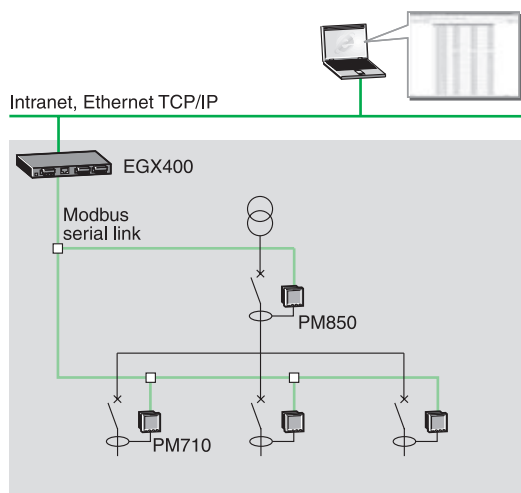 Intranet, Ethernet TCP/IP
EGX400
Modbus
serial link
PM850
PM710